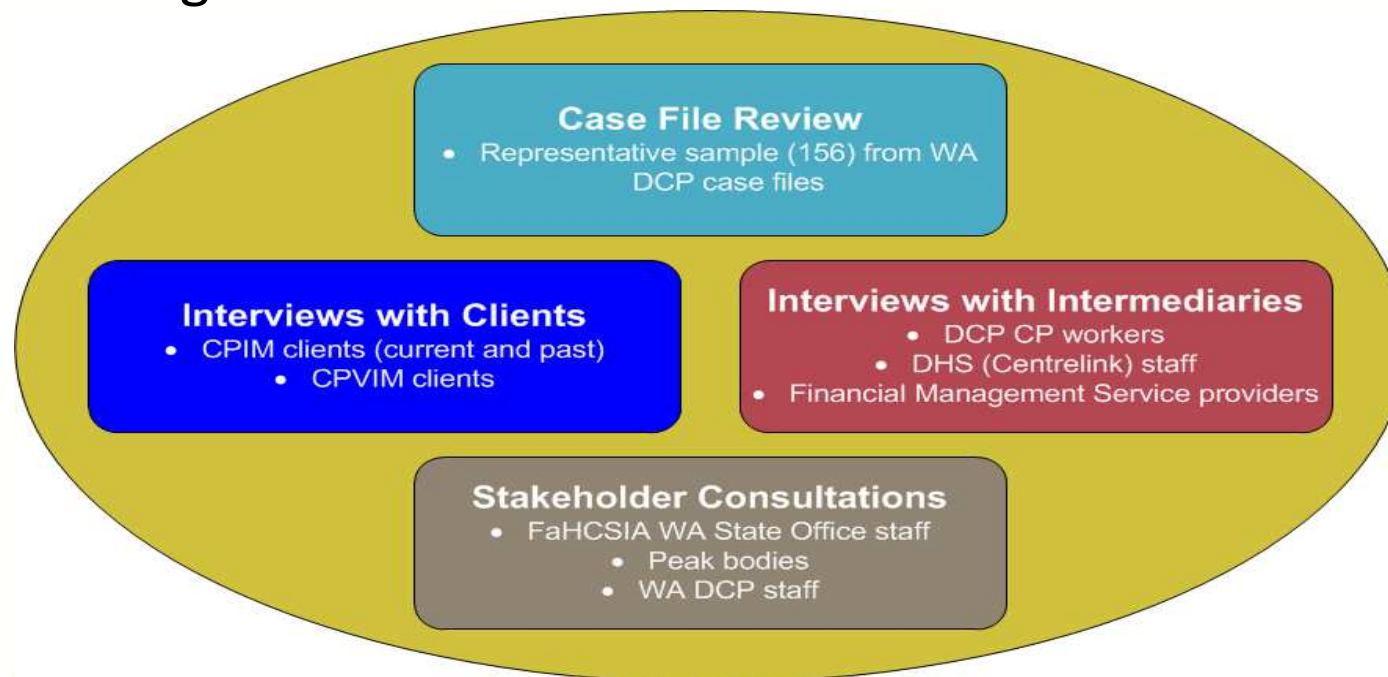 Case File Review
• Representative sample (156) from WA
DCP case files
Interviews with Clients
• CPIM clients (current and past)
• CPVIM clients
Interviews with Intermediaries
• DCP CP workers
• DHS (Centrelink) staff
• Financial Management Service providers
Stakeholder Consultations
• FaHCSIA WA State Office staff
• Peak bodies
• WA DCP staff